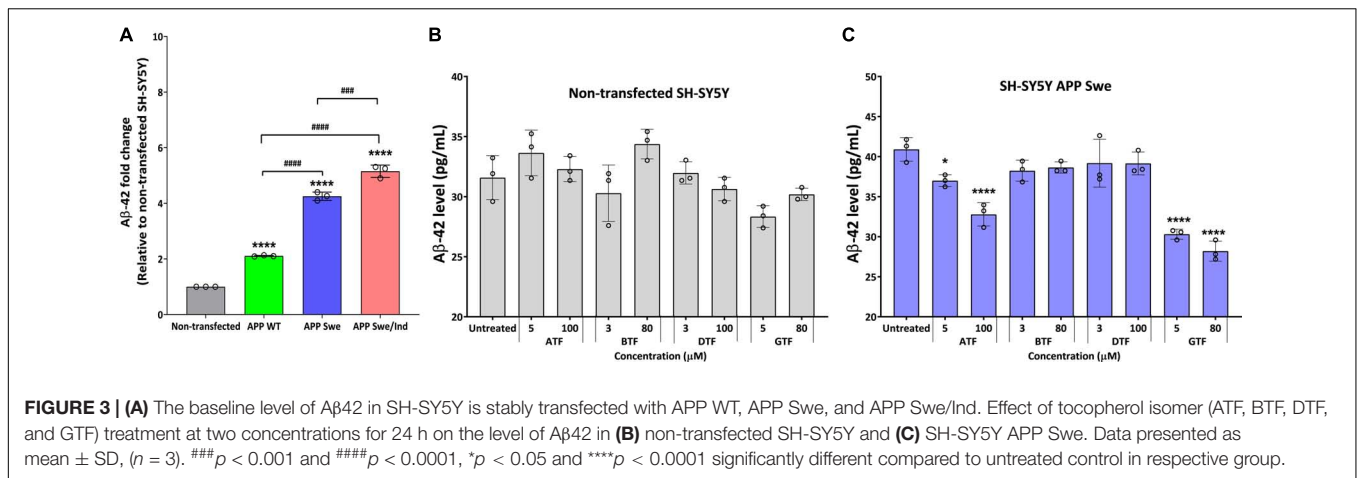 A
Aβ-42 fold change
(Relative to non-transfected SH-SY5Y)
10
8
6
4
2
0
###
####
####
****
****
****
Non-transfected APP WT APP Swe APP Swe/Ind
B
Non-transfected SH-SY5Y
Aβ-42 level (pg/mL)
40
35
30
25
20
Untreated 5 100 3 80 3 100 5 80
ATF BTF DTF GTF
Concentration (μM)
C
SH-SY5Y APP Swe
Aβ-42 level (pg/mL)
50
45
40
35
30
25
20
*
****
****
****
Untreated 5 100 3 80 3 100 5 80
ATF BTF DTF GTF
Concentration (μM)
FIGURE 3 | (A) The baseline level of Aβ42 in SH-SY5Y is stably transfected with APP WT, APP Swe, and APP Swe/Ind. Effect of tocopherol isomer (ATF, BTF, DTF,
and GTF) treatment at two concentrations for 24 h on the level of Aβ42 in (B) non-transfected SH-SY5Y and (C) SH-SY5Y APP Swe. Data presented as
mean ± SD, (n = 3). ###p < 0.001 and ####p < 0.0001, *p < 0.05 and ****p < 0.0001 significantly different compared to untreated control in respective group.